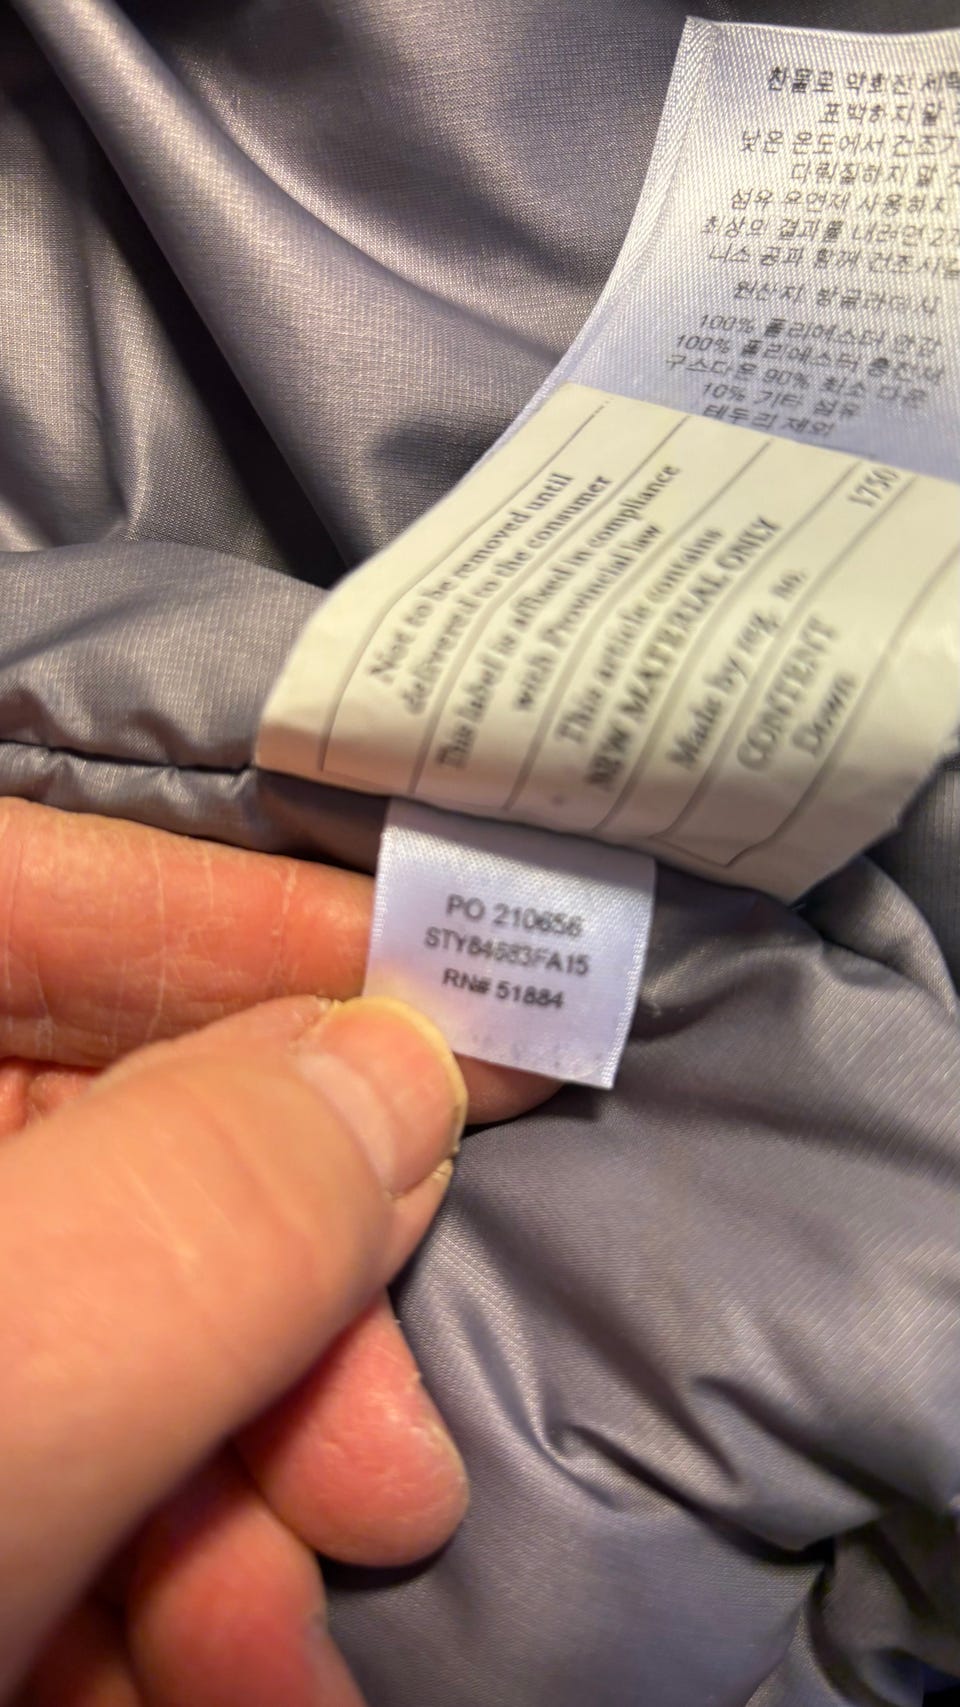 찬물로 약회전 세탁
표백하지 말
낮은 온도에서 건조기
다림질하지 말
섬유 유연제 사용하지
최상의 결과를 내려면 2
니스 공과 함께 건조시
원산지 방글라데시
100% 폴리에스터 안감
100% 폴리에스터 충전재
구스다운 90% 최소 다운
10% 기타 섬유
테두리 제외
Not to be removed until
delivered to the consumer
This label is affixed in compliance
with Provincial law
This article contains
NEW MATERIAL ONLY
Made by reg. no. 1750
CONTENT
Down
PO 210656
STY84683FA15
RN# 51884